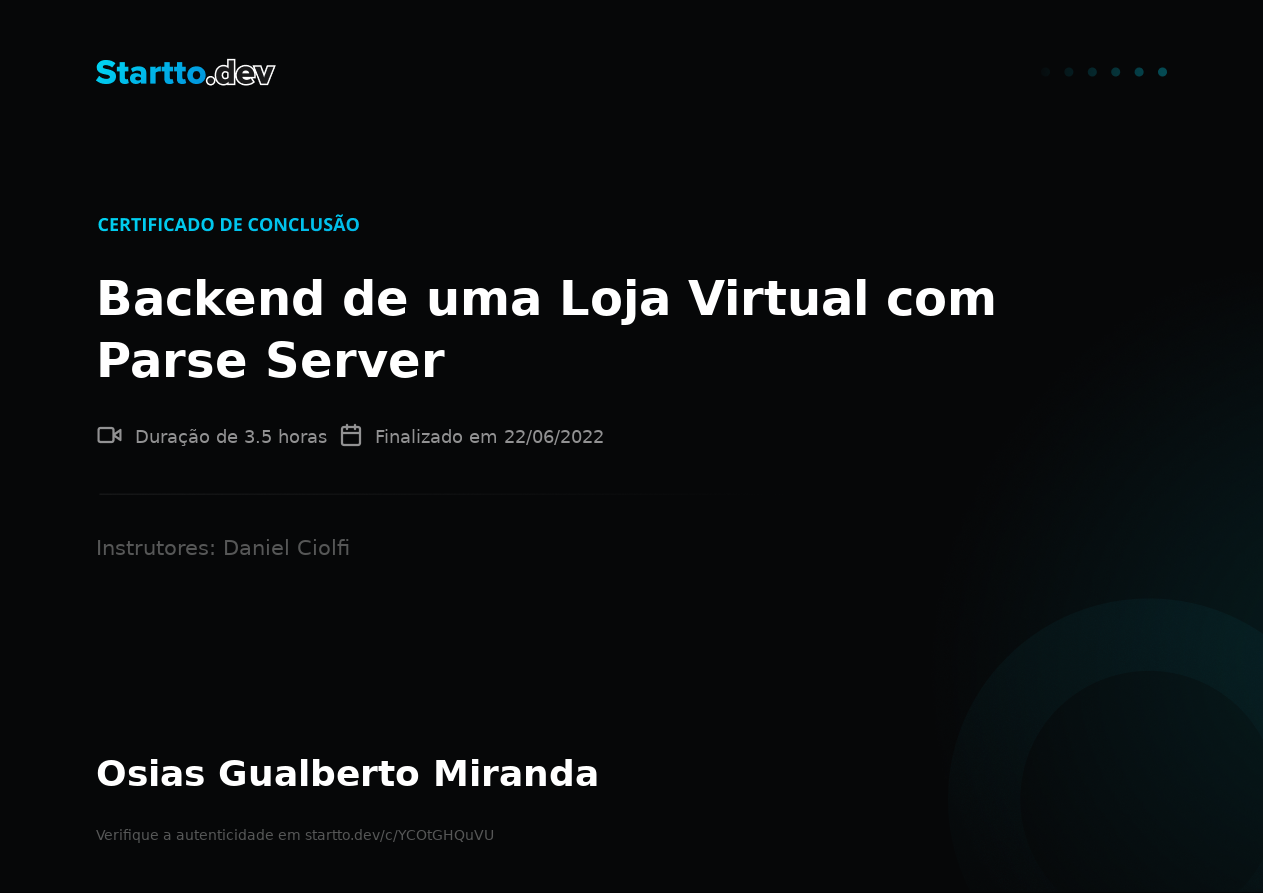 Startto.dev
CERTIFICADO DE CONCLUSÃO
Backend de uma Loja Virtual com
Parse Server
Duração de 3.5 horas Finalizado em 22/06/2022
Instrutores: Daniel Ciolfi
Osias Gualberto Miranda
Verifique a autenticidade em startto.dev/c/YCOtGHQuVU